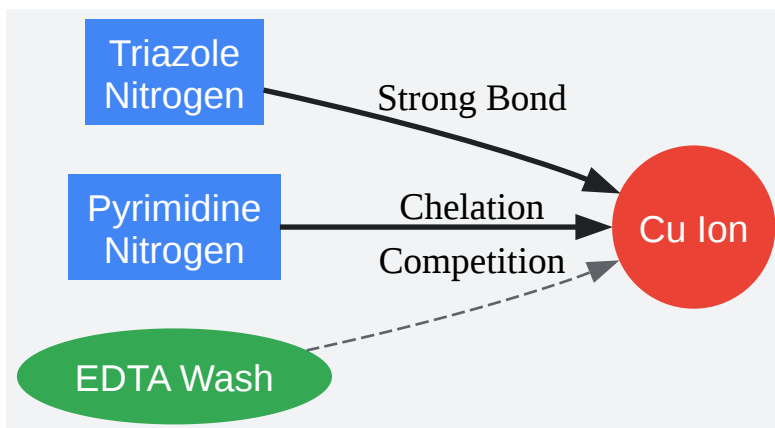 Triazole
Nitrogen
Strong Bond
Pyrimidine
Nitrogen
Chelation
Cu Ion
Competition
EDTA Wash